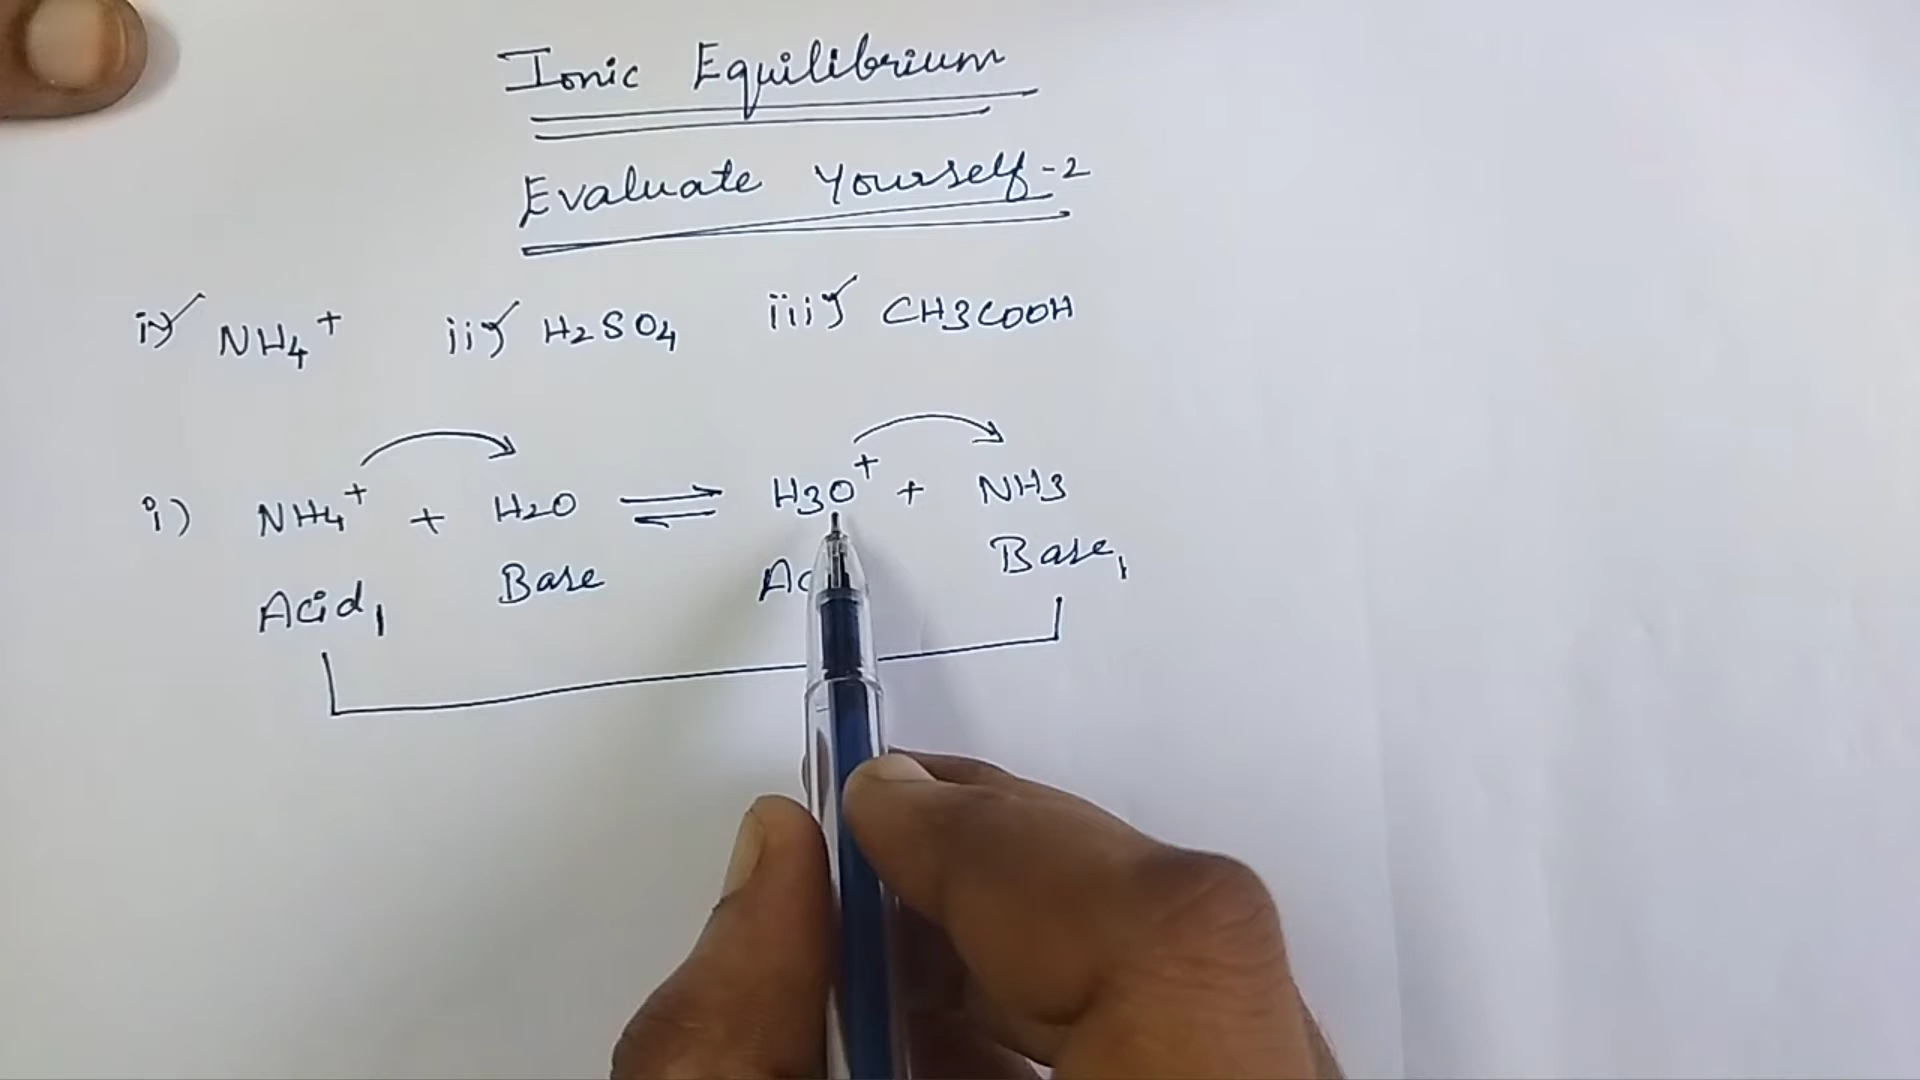 Ionic Equilibrium
Evaluate Yourself-2
i) NH4+ ii) H2SO4 iii) CH3COOH
i) NH4+ + H2O ⇌ H3O+ + NH3
Acid1 Base Base1